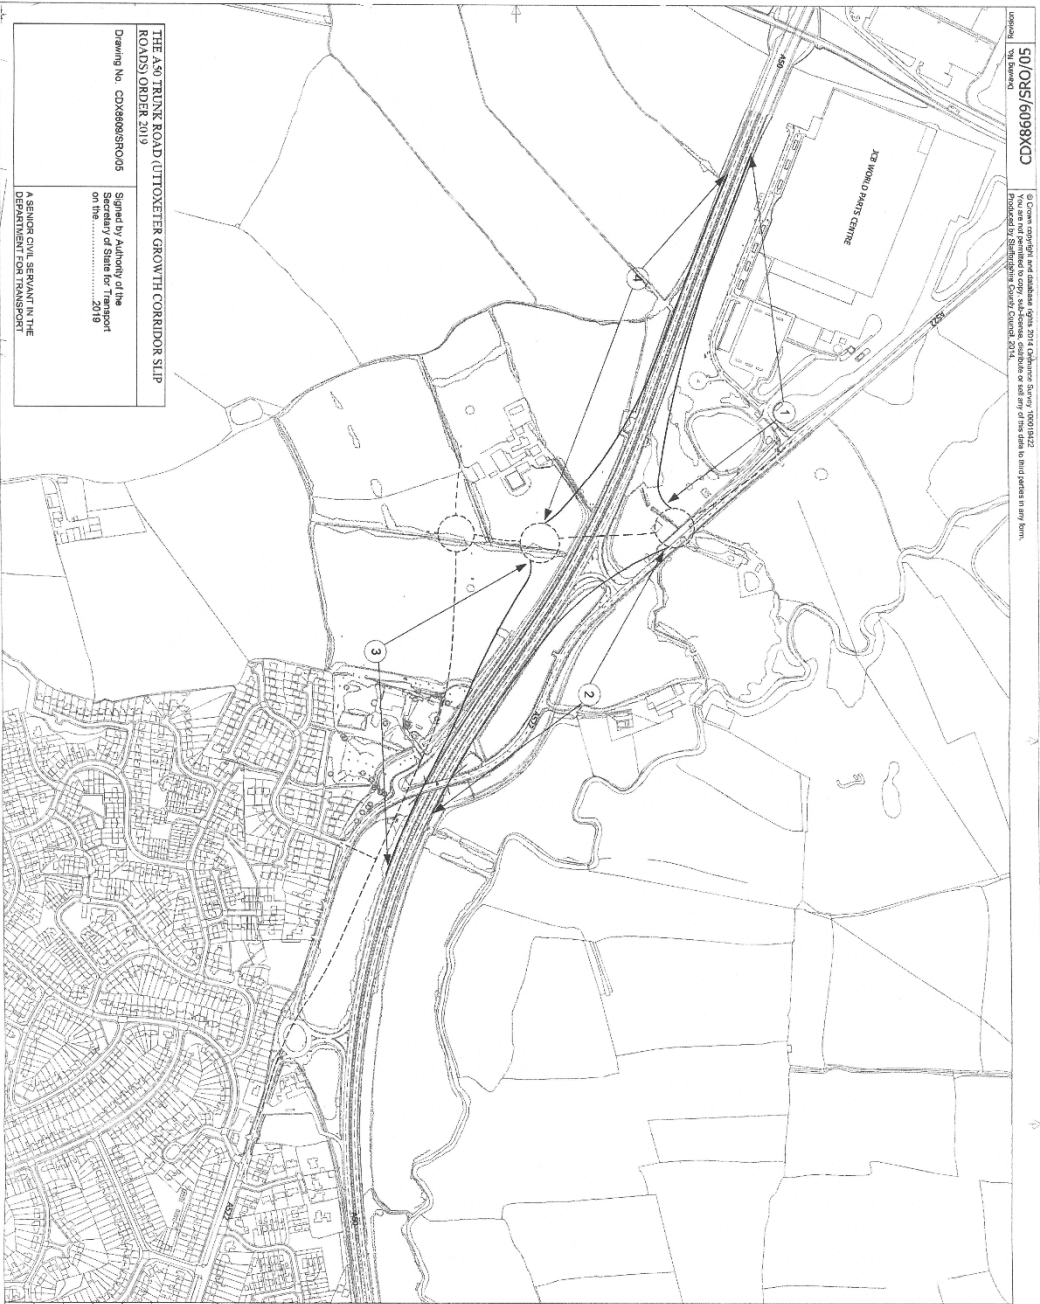 Revision
Drawing No.
CDX8609/SRO/05
© Crown copyright and database rights 2014 Ordnance Survey 100019422
You are not permitted to copy, sub-license, distribute or sell any of this data to third parties in any form.
Produced by Staffordshire County Council, 2014.
A50
JCB WORLD PARTS CENTRE
A522
1
4
2
3
A522
A522
A50
THE A50 TRUNK ROAD (UTTOXETER GROWTH CORRIDOR SLIP
ROADS) ORDER 2019
Drawing No. CDX8609/SRO/05
Signed by Authority of the
Secretary of State for Transport
on the...............2019
A SENIOR CIVIL SERVANT IN THE
DEPARTMENT FOR TRANSPORT